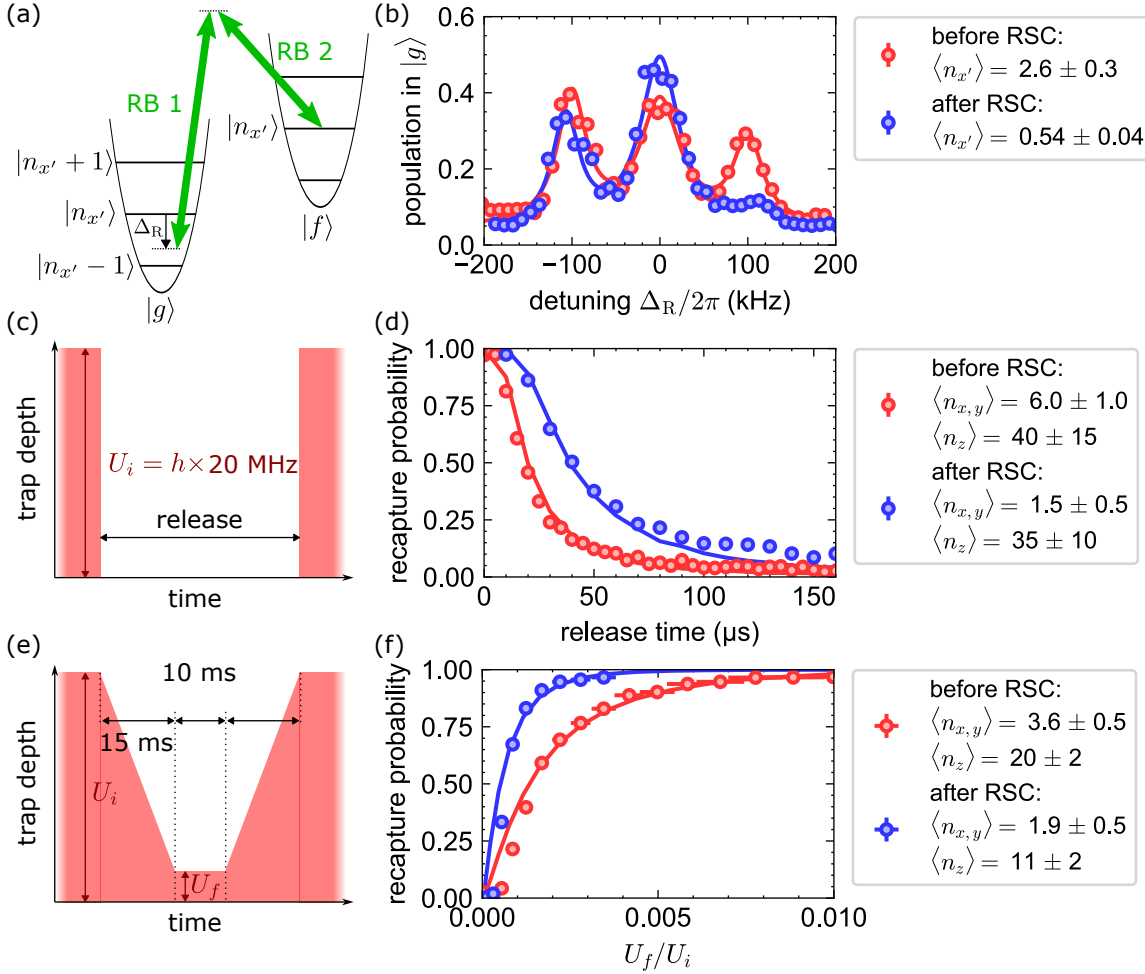 (a)
RB 1
RB 2
|n_{x'} + 1⟩
|n_{x'}⟩
|n_{x'}⟩
Δ_R
|n_{x'} − 1⟩
|g⟩
|f⟩
(b)
population in |g⟩
0.6
0.4
0.2
0.0
−200
−100
0
100
200
detuning Δ_R/2π (kHz)
before RSC:
⟨n_{x'}⟩ = 2.6 ± 0.3
after RSC:
⟨n_{x'}⟩ = 0.54 ± 0.04
(c)
trap depth
U_i = h × 20 MHz
release
time
(d)
recapture probability
1.00
0.75
0.50
0.25
0.00
0
50
100
150
release time (µs)
before RSC:
⟨n_{x,y}⟩ = 6.0 ± 1.0
⟨n_z⟩ = 40 ± 15
after RSC:
⟨n_{x,y}⟩ = 1.5 ± 0.5
⟨n_z⟩ = 35 ± 10
(e)
trap depth
10 ms
15 ms
U_i
U_f
time
(f)
recapture probability
1.00
0.75
0.50
0.25
0.00
0.000
0.005
0.010
U_f/U_i
before RSC:
⟨n_{x,y}⟩ = 3.6 ± 0.5
⟨n_z⟩ = 20 ± 2
after RSC:
⟨n_{x,y}⟩ = 1.9 ± 0.5
⟨n_z⟩ = 11 ± 2